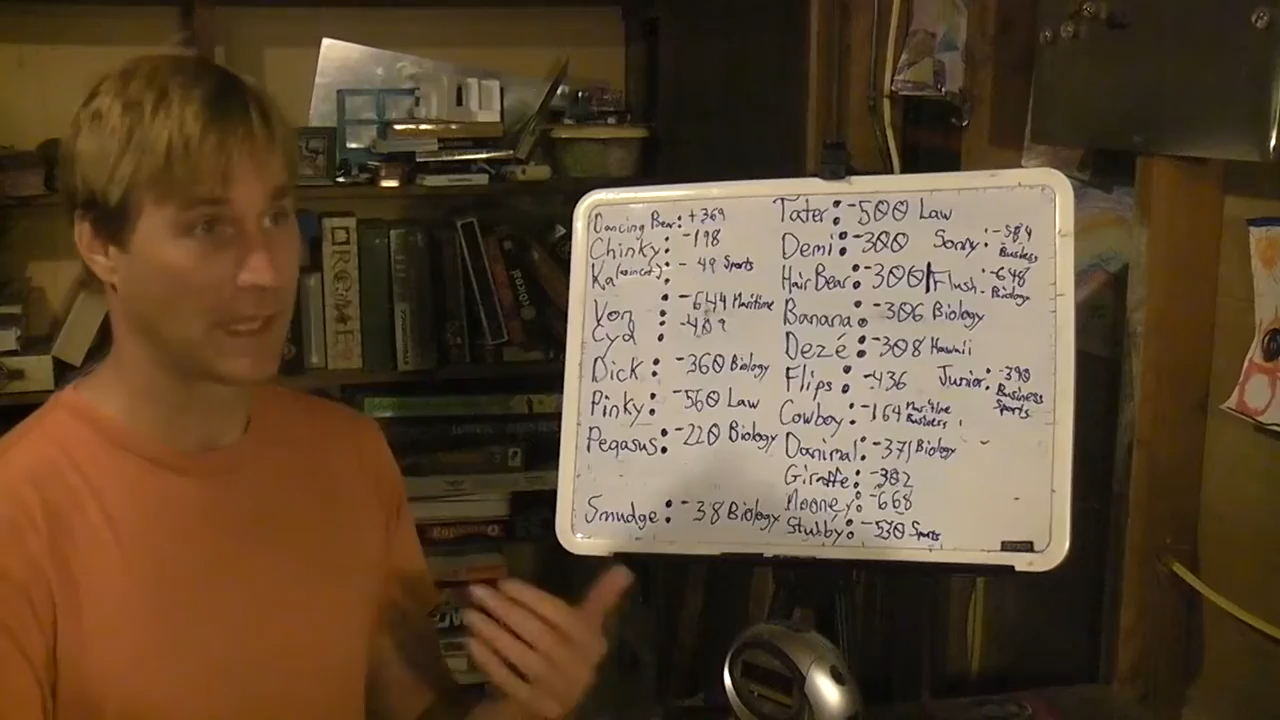 Dancing Bear: +369
Chinky: -198
Ka : -49 Sports
Von : -644 Maritime
Cyd : -409
Dick: -360 Biology
Pinky: -560 Law
Pegasus: -220 Biology
Smudge: -38 Biology
Tater: -500 Law
Demi: -300
Hair Bear: -300
Banana: -306 Biology
Dezé: -308 Hawaii
Flips: -436
Cowboy: -164 Maritime
Business
Danimal: -371 Biology
Giraffe: -302
Mooney: -668
Stubby: -530 Sports
Sonry: -584
Business
Flush: -648
Biology
Junior: -390
Business
Sports
ROME